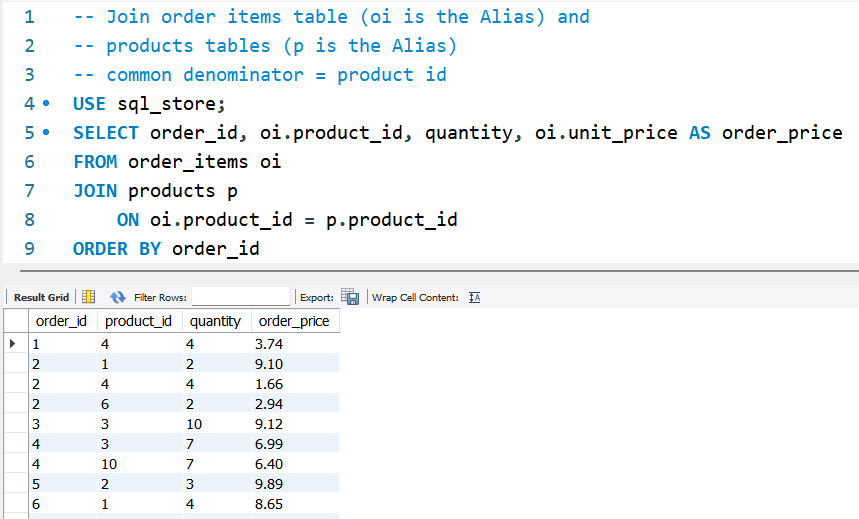 1 -- Join order items table (oi is the Alias) and
2 -- products tables (p is the Alias)
3 -- common denominator = product id
4 USE sql_store;
5 SELECT order_id, oi.product_id, quantity, oi.unit_price AS order_price
6 FROM order_items oi
7 JOIN products p
8 ON oi.product_id = p.product_id
9 ORDER BY order_id
Result Grid Filter Rows: Export: Wrap Cell Content: IA
order_id product_id quantity order_price
1 4 4 3.74
2 1 2 9.10
2 4 4 1.66
2 6 2 2.94
3 3 10 9.12
4 3 7 6.99
4 10 7 6.40
5 2 3 9.89
6 1 4 8.65